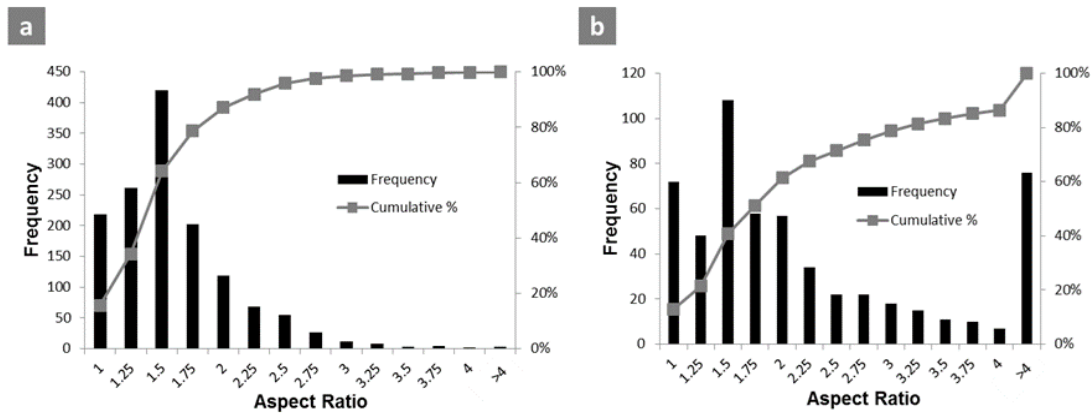 a
450
400
350
300
250
200
150
100
50
0
Frequency
100%
80%
60%
40%
20%
0%
Frequency
Cumulative %
1 1.25 1.5 1.75 2 2.25 2.5 2.75 3 3.25 3.5 3.75 4 >4
Aspect Ratio
b
120
100
80
60
40
20
0
Frequency
100%
80%
60%
40%
20%
0%
Frequency
Cumulative %
1 1.25 1.5 1.75 2 2.25 2.5 2.75 3 3.25 3.5 3.75 4 >4
Aspect Ratio